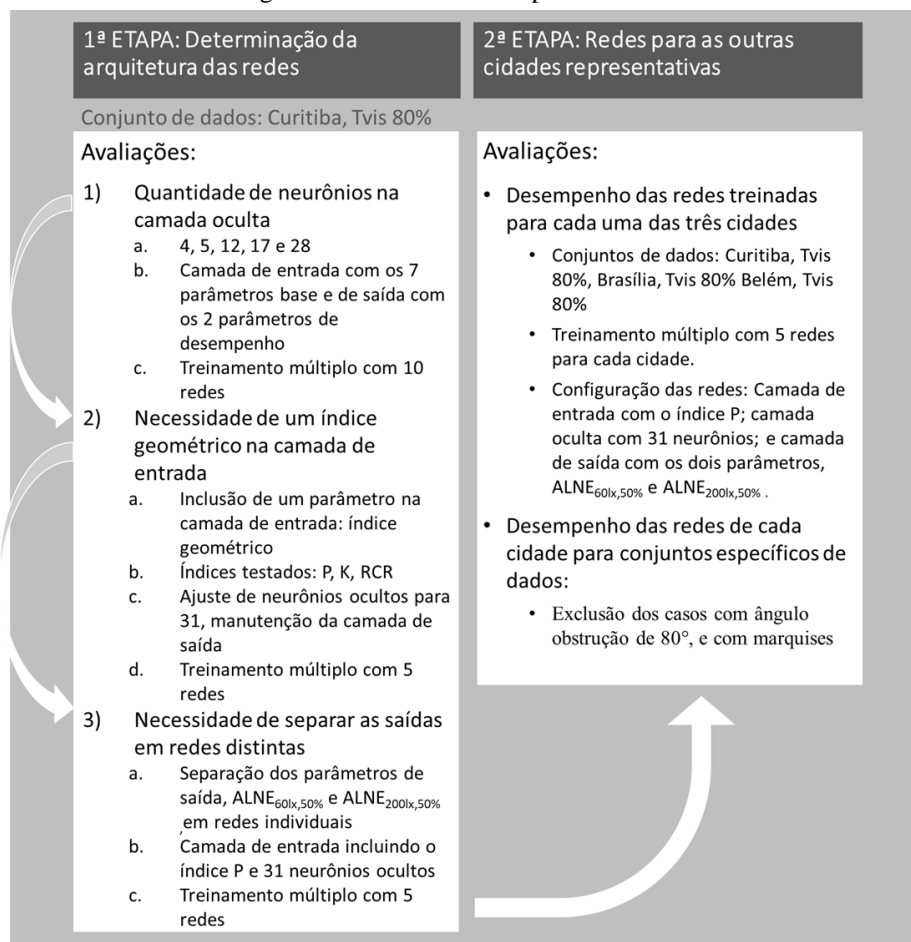 1ª ETAPA: Determinação da
arquitetura das redes
Conjunto de dados: Curitiba, Tvis 80%
Avaliações:
1) Quantidade de neurônios na
camada oculta
a. 4, 5, 12, 17 e 28
b. Camada de entrada com os 7
parâmetros base e de saída com
os 2 parâmetros de
desempenho
c. Treinamento múltiplo com 10
redes
2) Necessidade de um índice
geométrico na camada de
entrada
a. Inclusão de um parâmetro na
camada de entrada: índice
geométrico
b. Índices testados: P, K, RCR
c. Ajuste de neurônios ocultos para
31, manutenção da camada de
saída
d. Treinamento múltiplo com 5
redes
3) Necessidade de separar as saídas
em redes distintas
a. Separação dos parâmetros de
saída, ALNE60lx,50% e ALNE200lx,50%
,em redes individuais
b. Camada de entrada incluindo o
índice P e 31 neurônios ocultos
c. Treinamento múltiplo com 5
redes
2ª ETAPA: Redes para as outras
cidades representativas
Avaliações:
• Desempenho das redes treinadas
para cada uma das três cidades
• Conjuntos de dados: Curitiba, Tvis
80%, Brasília, Tvis 80% Belém, Tvis
80%
• Treinamento múltiplo com 5 redes
para cada cidade.
• Configuração das redes: Camada de
entrada com o índice P; camada
oculta com 31 neurônios; e camada
de saída com os dois parâmetros,
ALNE60lx,50% e ALNE200lx,50% .
• Desempenho das redes de cada
cidade para conjuntos específicos de
dados:
• Exclusão dos casos com ângulo
obstrução de 80°, e com marquises